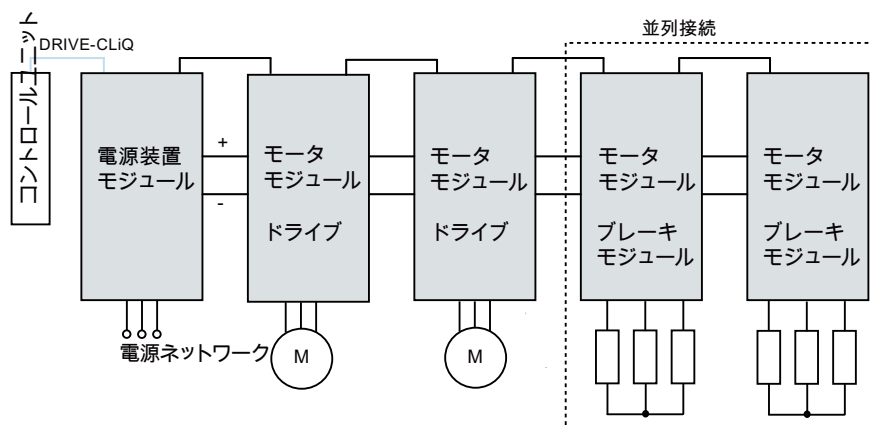 並列接続
コントロールユニット
DRIVE-CLiQ
電源装置
モジュール
+
-
モータ
モジュール
ドライブ
モータ
モジュール
ドライブ
モータ
モジュール
ブレーキ
モジュール
モータ
モジュール
ブレーキ
モジュール
電源ネットワーク
M
M